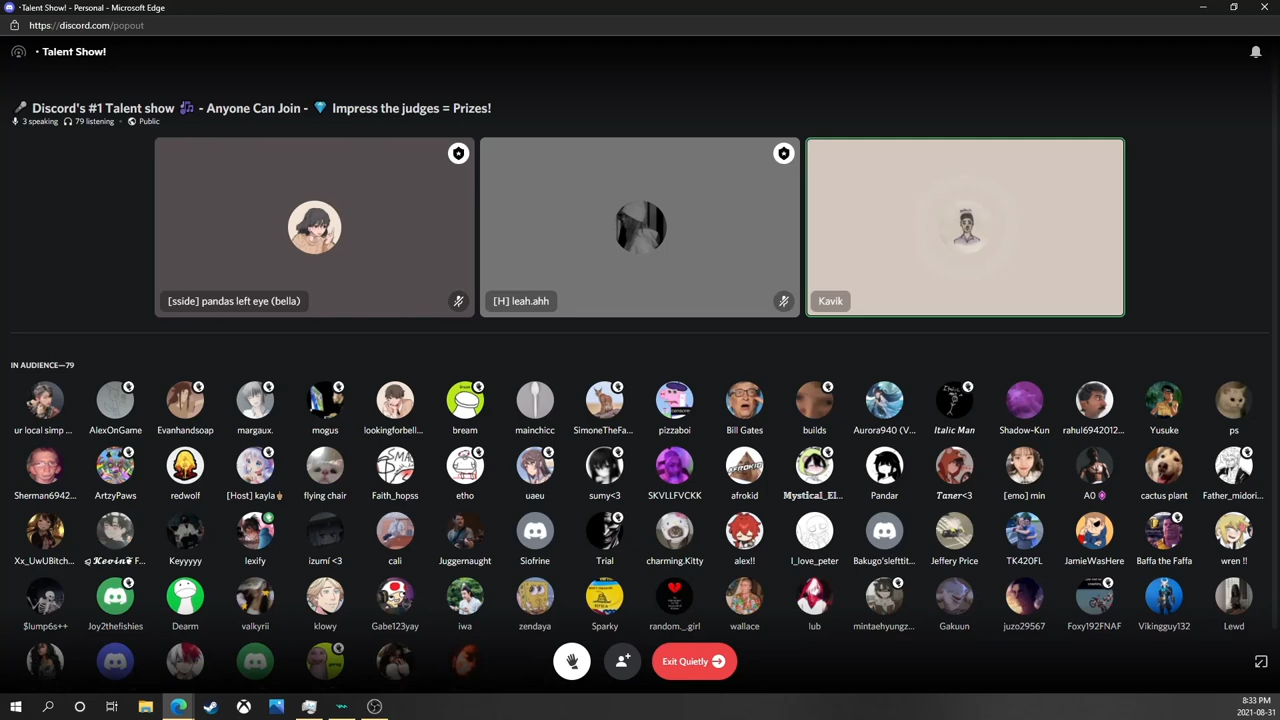 •Talent Show! - Personal - Microsoft Edge
https://discord.com/popout
• Talent Show!
Discord's #1 Talent show - Anyone Can Join - Impress the judges = Prizes!
3 speaking 79 listening • Public
[sside] pandas left eye (bella)
[H] leah.ahh
Kavik
IN AUDIENCE—79
ur local simp ... AlexOnGame Evanhandsoap margaux. mogus lookingforbell... bream mainchicc SimoneTheFa... pizzaboi Bill Gates builds Aurora940 (V... Italic Man Shadow-Kun rahul6942012... Yusuke ps
Sherman6942... ArtzyPaws redwolf [Host] kayla flying chair Faith_hopss etho uaeu sumy<3 SKVLLFVCKK afrokid Mystical_El... Pandar Taner<3 [emo] min A0 cactus plant Father_midori...
Xx_UwUBitch... 𝓚𝓮𝓿𝓲𝓷𝓮 F... Keyyyyy lexify izumí <3 cali Juggernaught Siofrine Trial charming.Kitty alex!! I_love_peter Bakugo'slefttit... Jeffery Price TK420FL JamieWasHere Baffa the Faffa wren !!
$lump6s++ Joy2thefishies Dearm valkyrii klowy Gabe123yay iwa zendaya Sparky random._.girl wallace lub mintaehyungz... Gakuun juzo29567 Foxy192FNAF Vikingguy132 Lewd
Exit Quietly
8:33 PM
2021-08-31